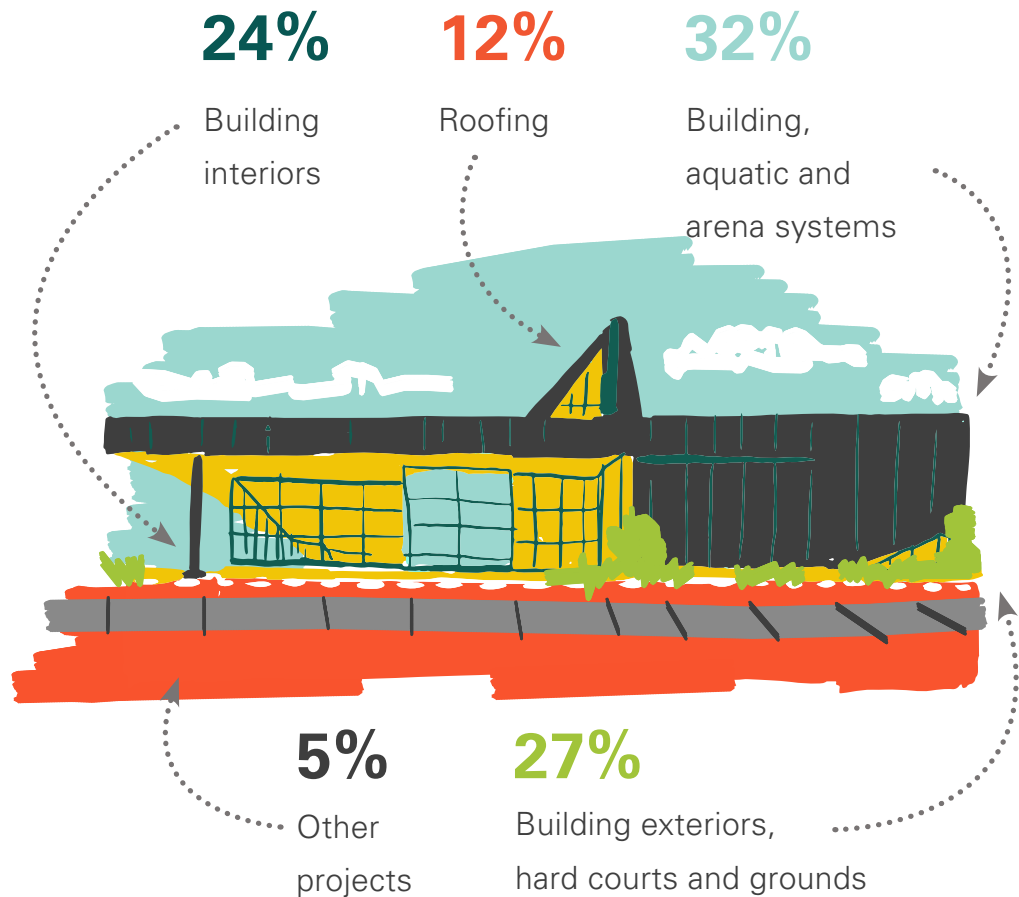 24%
Building
interiors
12%
Roofing
32%
Building,
aquatic and
arena systems
5%
Other
projects
27%
Building exteriors,
hard courts and grounds